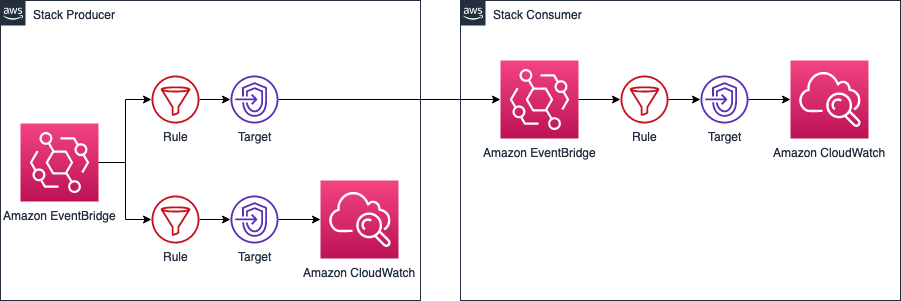 aws
Stack Producer
aws
Stack Consumer
Rule
Target
Amazon EventBridge
Rule
Target
Amazon CloudWatch
Amazon EventBridge
Rule
Target
Amazon CloudWatch